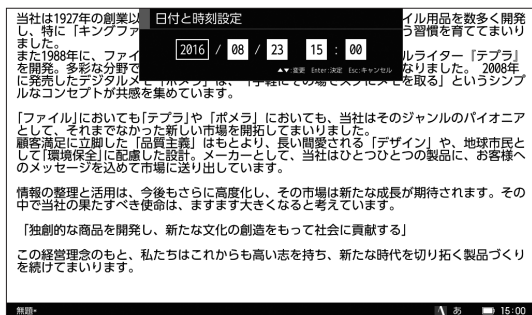 当社は1927年の創業以
イル用品を数多く開発
し、特に「キングファ
う習慣を育ててまいり
ました。
また1988年に、ファイ
ルライター『テプラ』
を開発。多彩な分野で
なりました。 2008年
に発売したデジタルメモ「ポメラ」は、「手軽にその場でスグにメモを取る」というシンプ
ルなコンセプトが共感を集めています。
日付と時刻設定
2016 / 08 / 23 15 : 00
▲▼:変更 Enter:決定 Esc:キャンセル
「ファイル」においても「テプラ」や「ポメラ」においても、当社はそのジャンルのパイオニア
として、それまでなかった新しい市場を開拓してまいりました。
顧客満足に立脚した「品質主義」はもとより、長い間愛される「デザイン」や、地球市民と
して「環境保全」に配慮した設計。メーカーとして、当社はひとつひとつの製品に、お客様へ
のメッセージを込めて市場に送り出しています。
情報の整理と活用は、今後もさらに高度化し、その市場は新たな成長が期待されます。その
中で当社の果たすべき使命は、ますます大きくなると考えています。
「独創的な商品を開発し、新たな文化の創造をもって社会に貢献する」
この経営理念のもと、私たちはこれからも高い志を持ち、新たな時代を切り拓く製品づくり
を続けてまいります。
無題* A あ 15:00